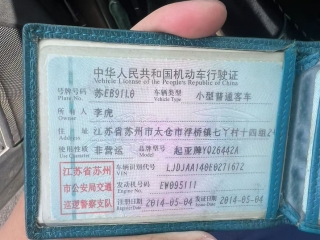 中华人民共和国机动车行驶证
Vehicle License of the People's Republic of China
号牌号码 苏EB91L0 车辆类型 小型普通客车
Plate No. Vehicle Type
所有人 李虎
Owner
住址 江苏省苏州市太仓市浮桥镇七丫村十四组
Address
使用性质 非营运 品牌型号 起亚牌YQZ6442A
Use Character Model
江苏省苏州
市公安局交通
巡逻警察支队
车辆识别代号 LJDJAA140E0271672
VIN
发动机号码 EW095111
Engine No.
注册日期 2014-05-04 发证日期 2014-05-04
Register Date Issue Date